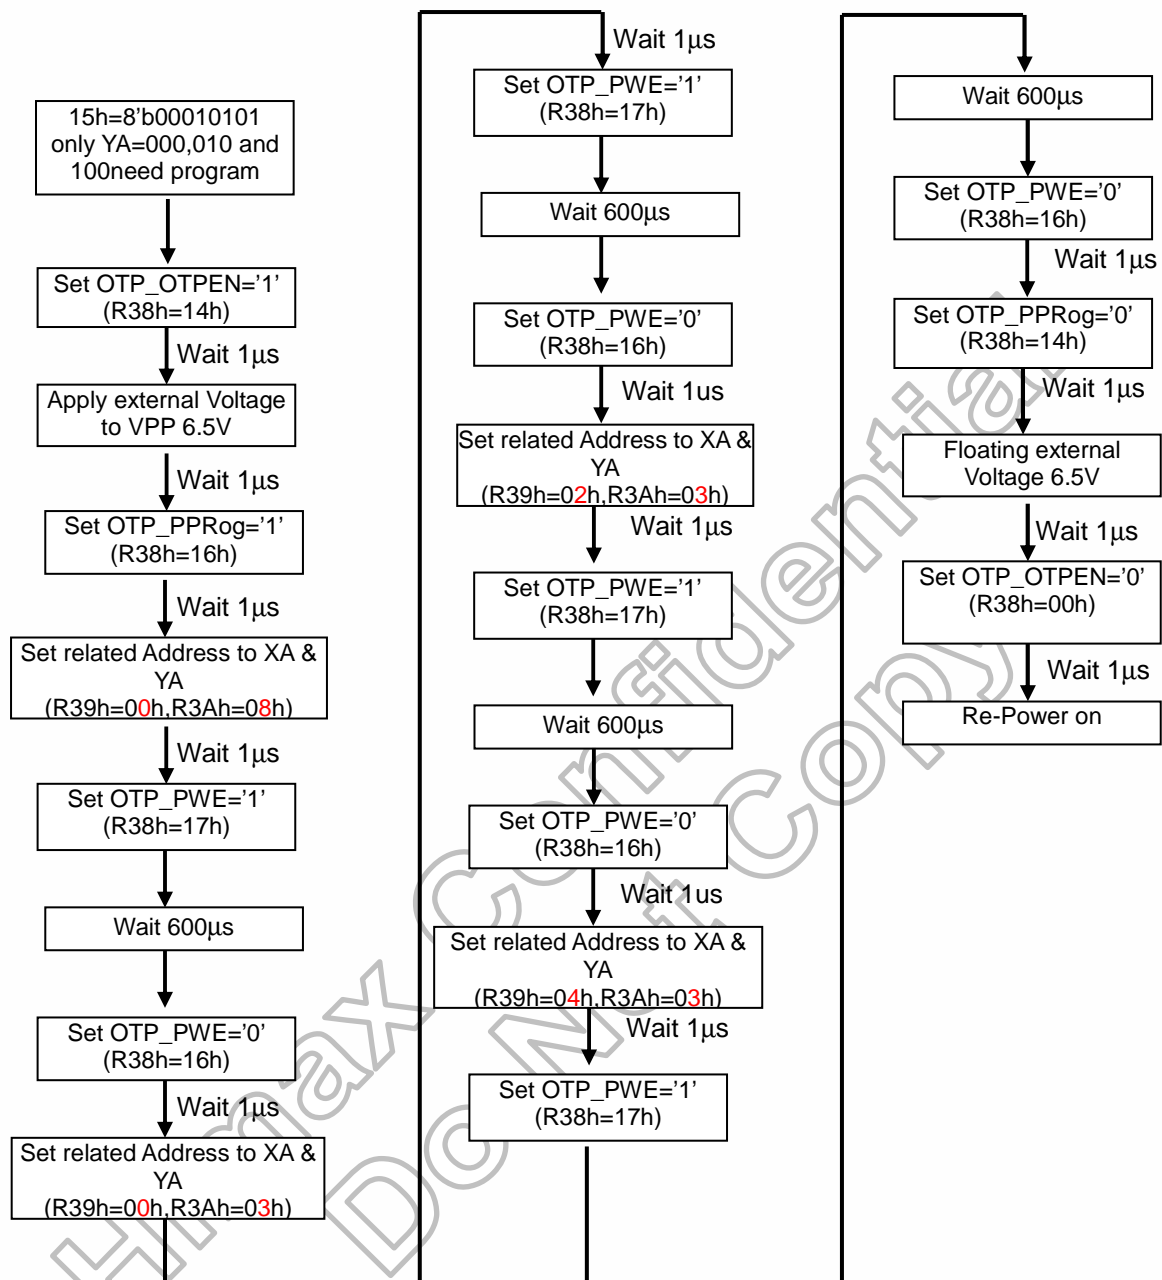 15h=8'b00010101
only YA=000,010 and
100need program
Set OTP_OTPEN='1'
(R38h=14h)
Wait 1μs
Apply external Voltage
to VPP 6.5V
Wait 1μs
Set OTP_PPRog='1'
(R38h=16h)
Wait 1μs
Set related Address to XA &
YA
(R39h=00h,R3Ah=08h)
Wait 1μs
Set OTP_PWE='1'
(R38h=17h)
Wait 600μs
Set OTP_PWE='0'
(R38h=16h)
Wait 1μs
Set related Address to XA &
YA
(R39h=00h,R3Ah=03h)
Wait 1μs
Set OTP_PWE='1'
(R38h=17h)
Wait 600μs
Set OTP_PWE='0'
(R38h=16h)
Wait 1us
Set related Address to XA &
YA
(R39h=02h,R3Ah=03h)
Wait 1μs
Set OTP_PWE='1'
(R38h=17h)
Wait 600μs
Set OTP_PWE='0'
(R38h=16h)
Wait 1us
Set related Address to XA &
YA
(R39h=04h,R3Ah=03h)
Wait 1μs
Set OTP_PWE='1'
(R38h=17h)
Wait 600μs
Set OTP_PWE='0'
(R38h=16h)
Wait 1μs
Set OTP_PPRog='0'
(R38h=14h)
Wait 1μs
Floating external
Voltage 6.5V
Wait 1μs
Set OTP_OTPEN='0'
(R38h=00h)
Wait 1μs
Re-Power on
Himax Confidential
Do Not Copy